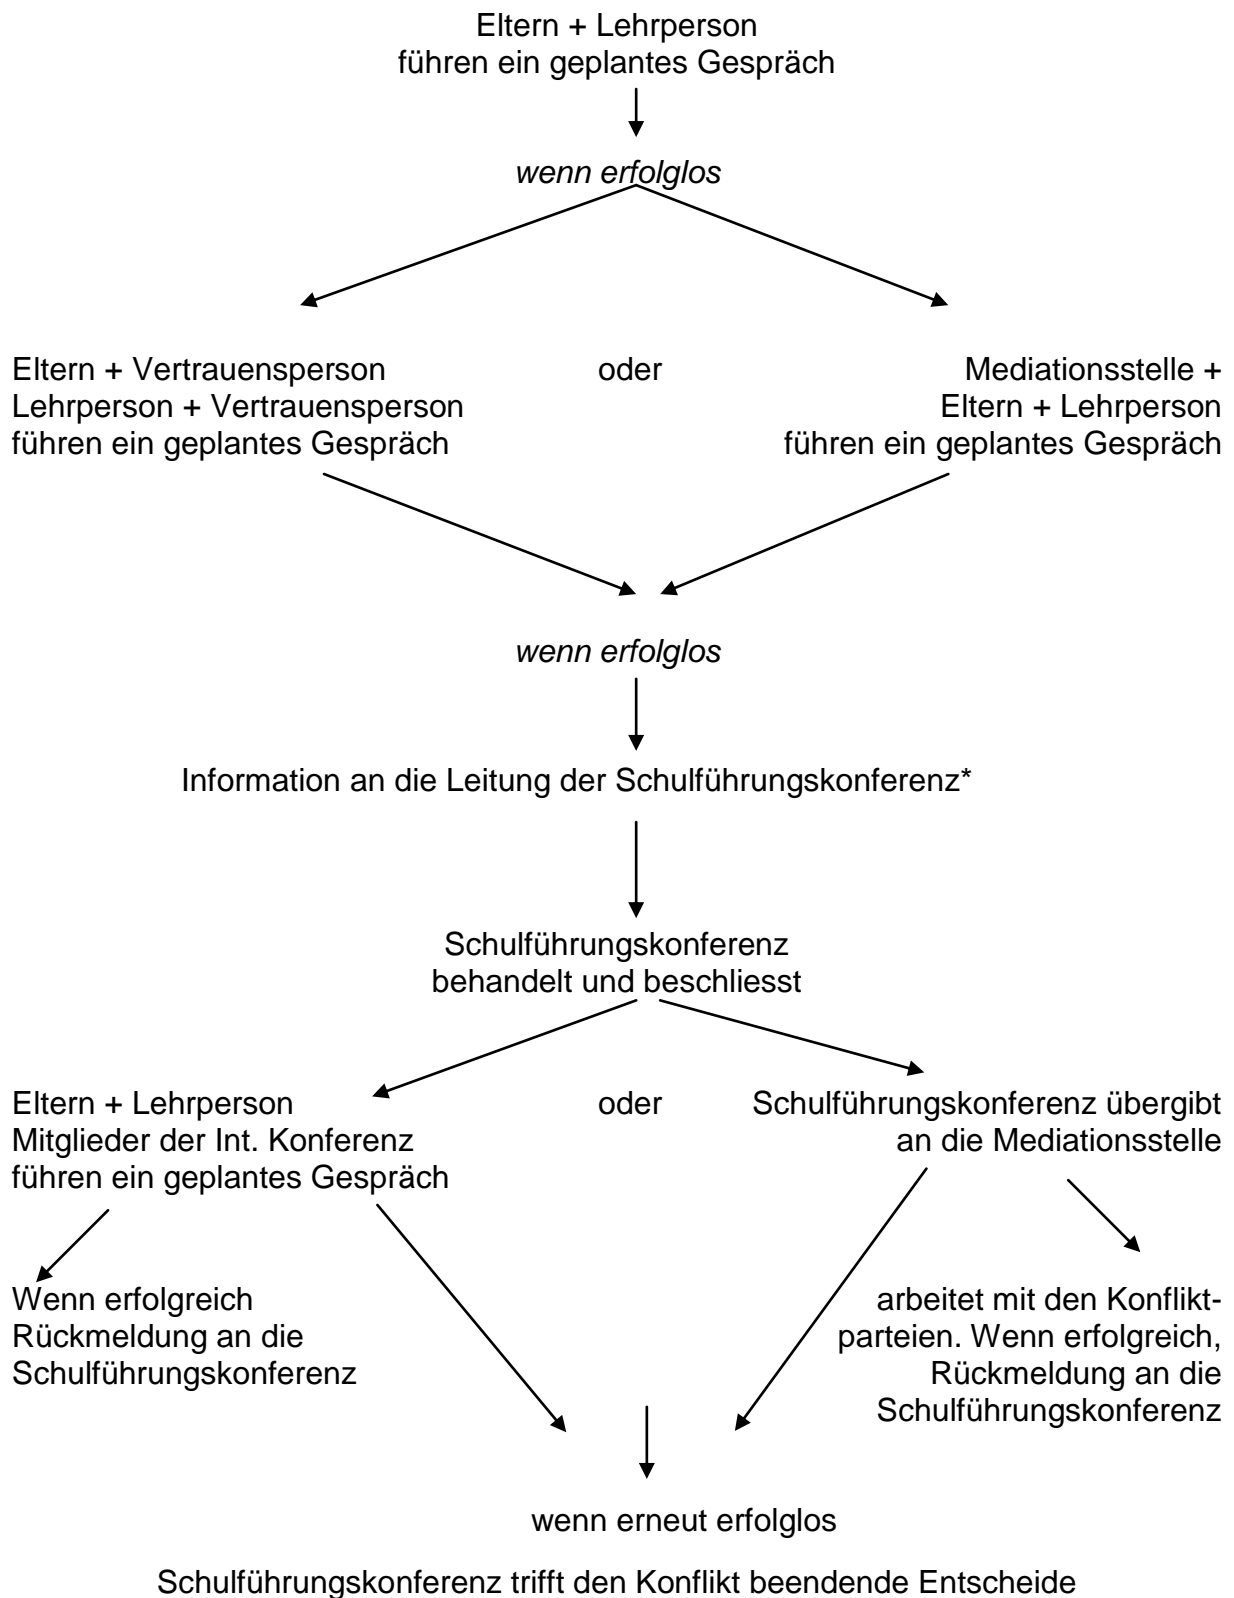 Eltern + Lehrperson
führen ein geplantes Gespräch
wenn erfolglos
Eltern + Vertrauensperson
Lehrperson + Vertrauensperson
führen ein geplantes Gespräch
oder
Mediationsstelle +
Eltern + Lehrperson
führen ein geplantes Gespräch
wenn erfolglos
Information an die Leitung der Schulführungskonferenz*
Schulführungskonferenz
behandelt und beschliesst
Eltern + Lehrperson
Mitglieder der Int. Konferenz
führen ein geplantes Gespräch
oder
Schulführungskonferenz übergibt
an die Mediationsstelle
Wenn erfolgreich
Rückmeldung an die
Schulführungskonferenz
arbeitet mit den Konflikt-
parteien. Wenn erfolgreich,
Rückmeldung an die
Schulführungskonferenz
wenn erneut erfolglos
Schulführungskonferenz trifft den Konflikt beendende Entscheide